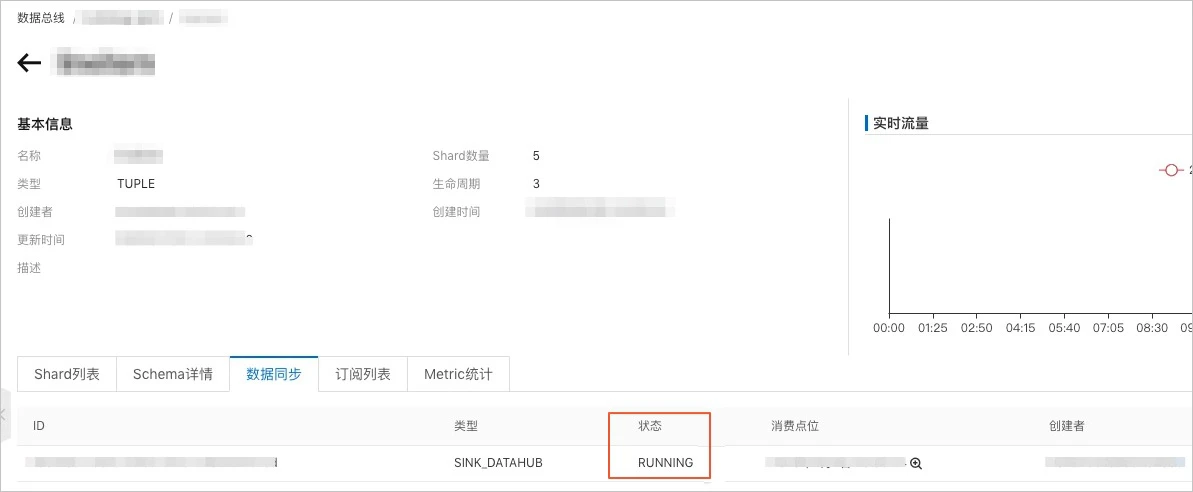 数据总线 / /
基本信息
名称
类型 TUPLE
创建者
更新时间
描述
Shard数量 5
生命周期 3
创建时间
实时流量
00:00 01:25 02:50 04:15 05:40 07:05 08:30
Shard列表 Schema详情 数据同步 订阅列表 Metric统计
ID 类型 状态 消费点位 创建者
SINK_DATAHUB RUNNING